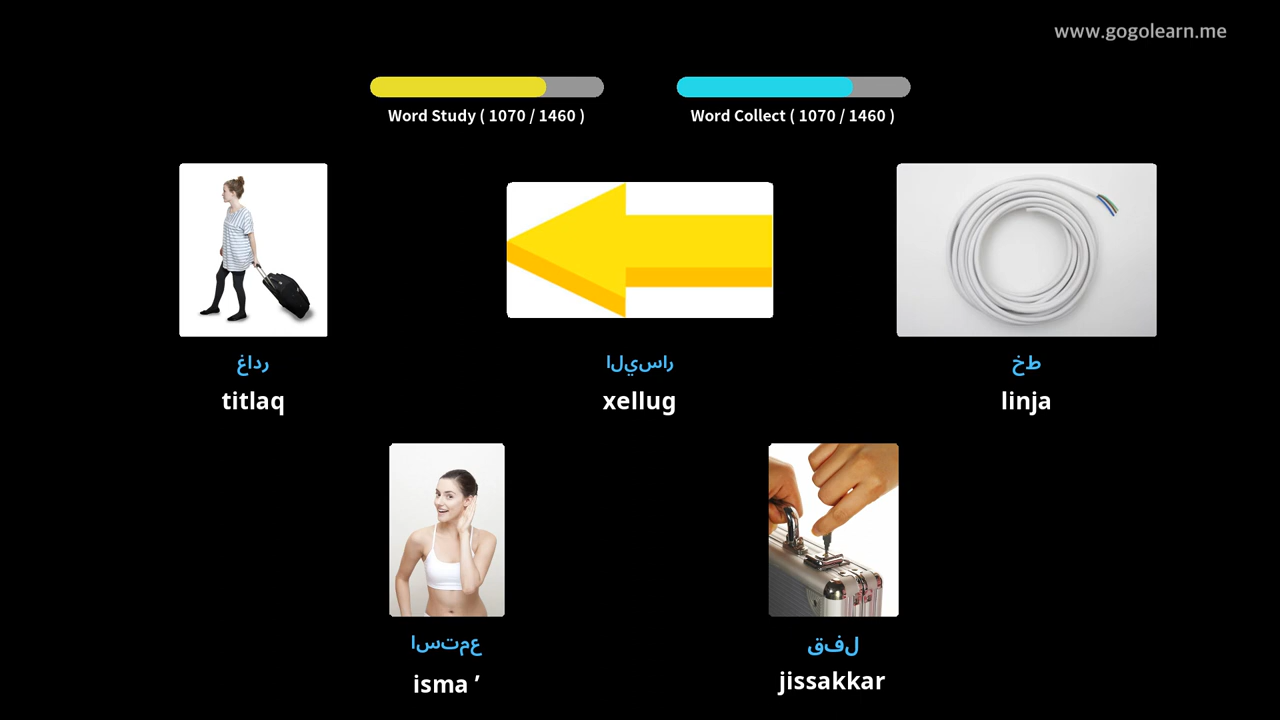 www.gogolearn.me
Word Study ( 1070 / 1460 )
Word Collect ( 1070 / 1460 )
غادر
titlaq
اليسار
xellug
خط
linja
استمع
isma ’
قفل
jissakkar